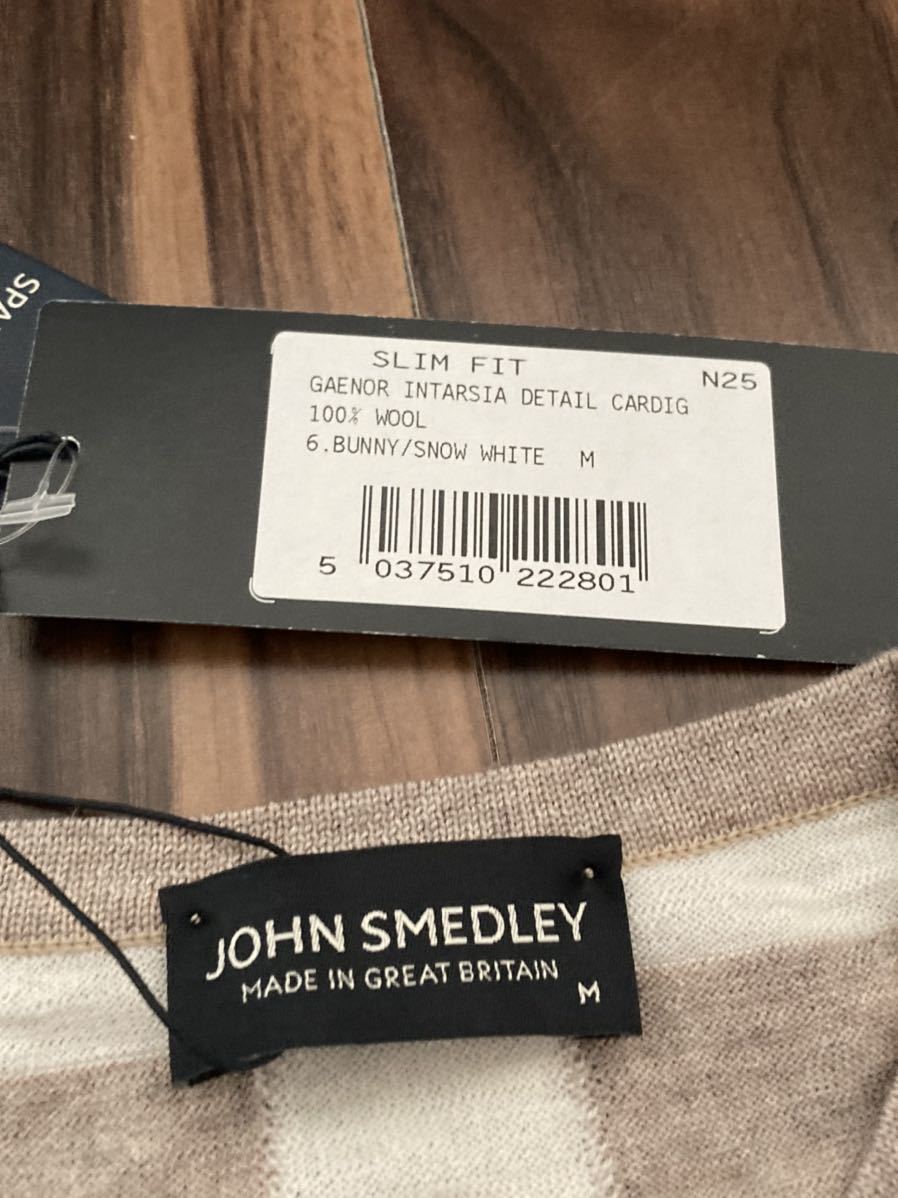 SPA
SLIM FIT
N25
GAENOR INTARSIA DETAIL CARDIG
100% WOOL
6.BUNNY/SNOW WHITE M
5 037510 222801
JOHN SMEDLEY
MADE IN GREAT BRITAIN
M